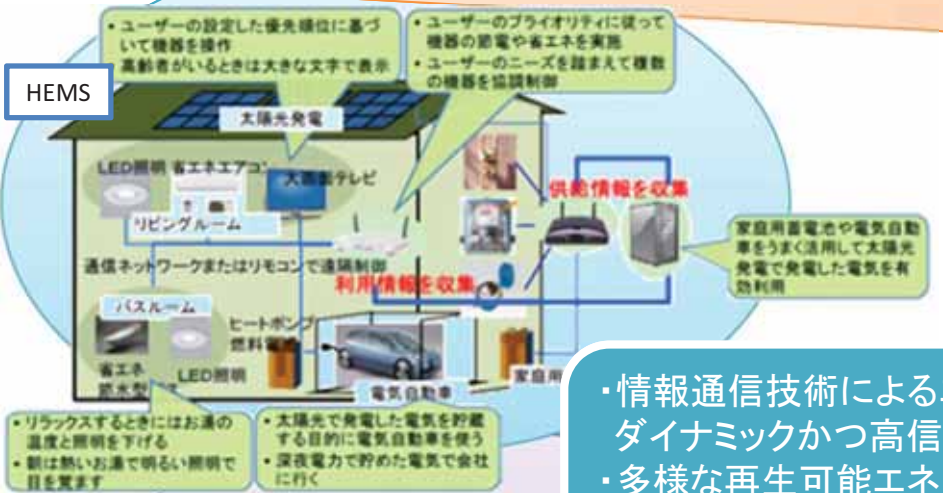 ・ユーザーの設定した優先順位に基づ
いて機器を操作
高齢者がいるときは大きな文字で表示
・ユーザーのプライオリティに従って
機器の節電や省エネを実施
・ユーザーのニーズを踏まえて複数
の機器を協調制御
HEMS
太陽光発電
LED照明 省エネエアコン
大画面テレビ
リビングルーム
供給情報を収集
通信ネットワークまたはリモコンで遠隔制御
利用情報を収集
家庭用蓄電池や電気自動
車をうまく活用して太陽光
発電で発電した電気を有
効利用
バスルーム
ヒートポンプ
燃料電
省エネ
節水型
LED照明
電気自動車
家庭用
・リラックスするときにはお湯の
温度と照明を下げる
・朝は熱いお湯で明るい照明で
目を覚ます
・太陽光で発電した電気を貯蔵
する目的に電気自動車を使う
・深夜電力で貯めた電気で会社
に行く
・情報通信技術による
ダイナミックかつ高信
・多様な再生可能エネ